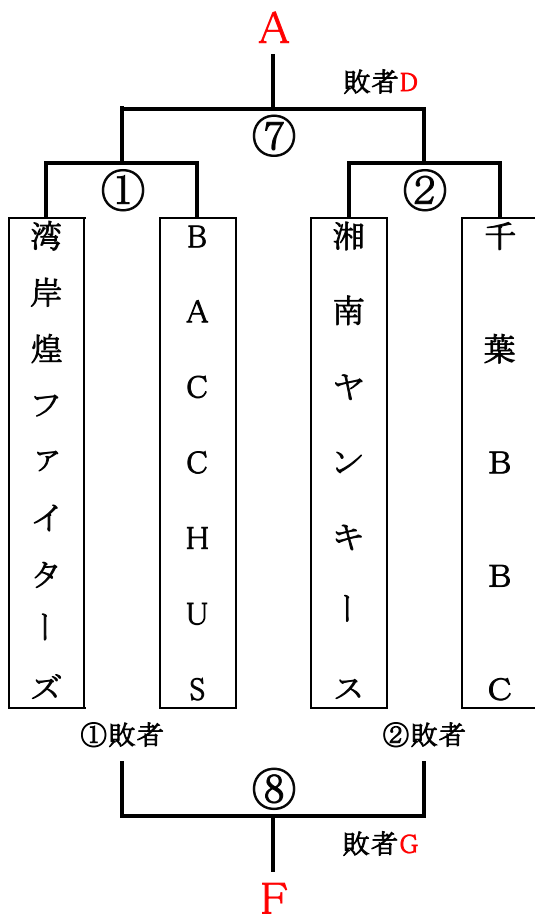 A
敗者D
⑦
①
②
湾岸煌ファイターズ
BACCHUS
湘南ヤンキース
千葉BBC
①敗者
②敗者
⑧
敗者G
F